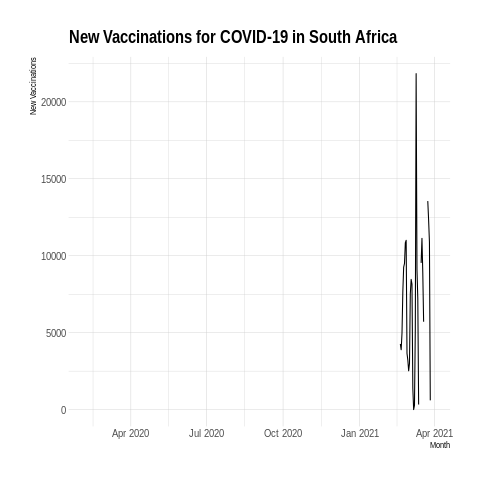 New Vaccinations for COVID-19 in South Africa
New Vaccinations
20000
15000
10000
5000
0
Apr 2020 Jul 2020 Oct 2020 Jan 2021 Apr 2021
Month